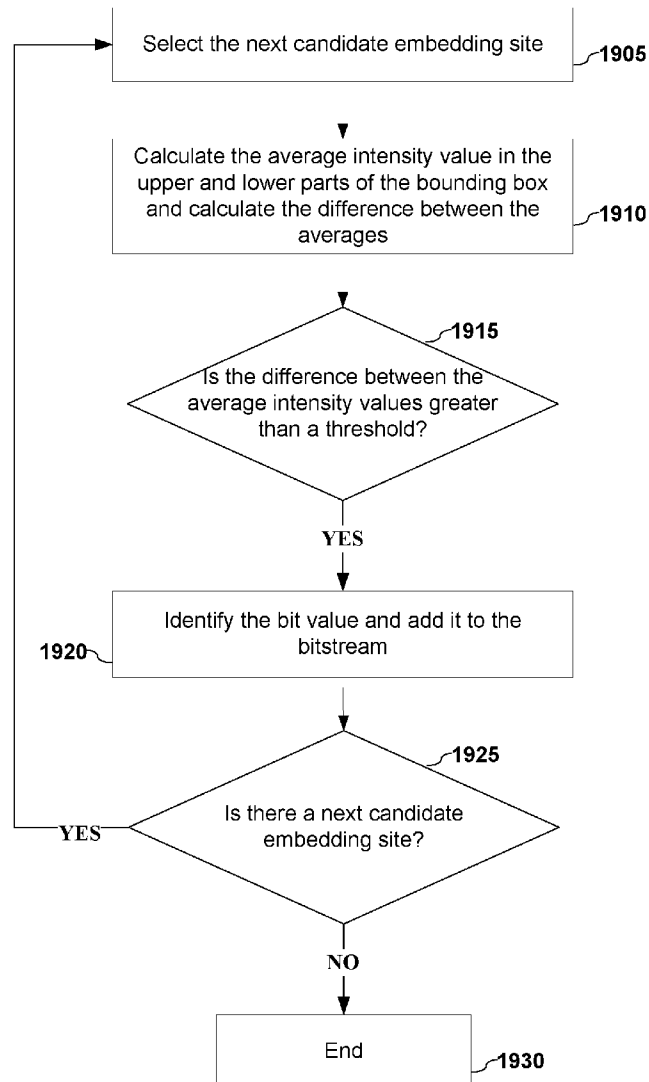 Select the next candidate embedding site
1905
Calculate the average intensity value in the
upper and lower parts of the bounding box
and calculate the difference between the
averages
1910
1915
Is the difference between the
average intensity values greater
than a threshold?
YES
Identify the bit value and add it to the
bitstream
1920
1925
Is there a next candidate
embedding site?
YES
NO
End
1930